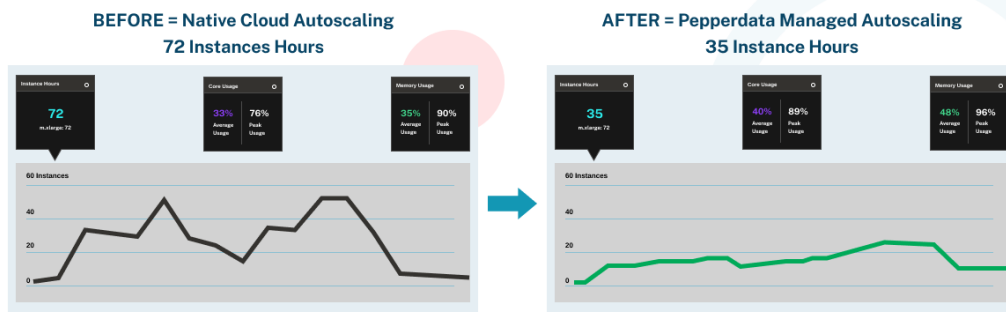 BEFORE = Native Cloud Autoscaling
72 Instances Hours
Instance Hours
72
m.xlarge: 72
Core Usage
33% 76%
Average Peak
Usage Usage
Memory Usage
35% 90%
Average Peak
Usage Usage
60 Instances
40
20
0
AFTER = Pepperdata Managed Autoscaling
35 Instance Hours
Instance Hours
35
m.xlarge: 72
Core Usage
40% 89%
Average Peak
Usage Usage
Memory Usage
48% 96%
Average Peak
Usage Usage
60 Instances
40
20
0